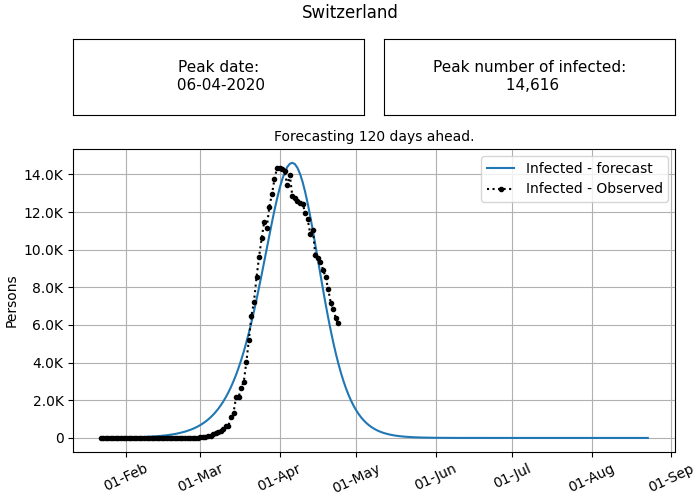 Switzerland
Peak date:
06-04-2020
Peak number of infected:
14,616
Forecasting 120 days ahead.
Infected - forecast
Infected - Observed
Persons
14.0K
12.0K
10.0K
8.0K
6.0K
4.0K
2.0K
0
01-Feb
01-Mar
01-Apr
01-May
01-Jun
01-Jul
01-Aug
01-Sep